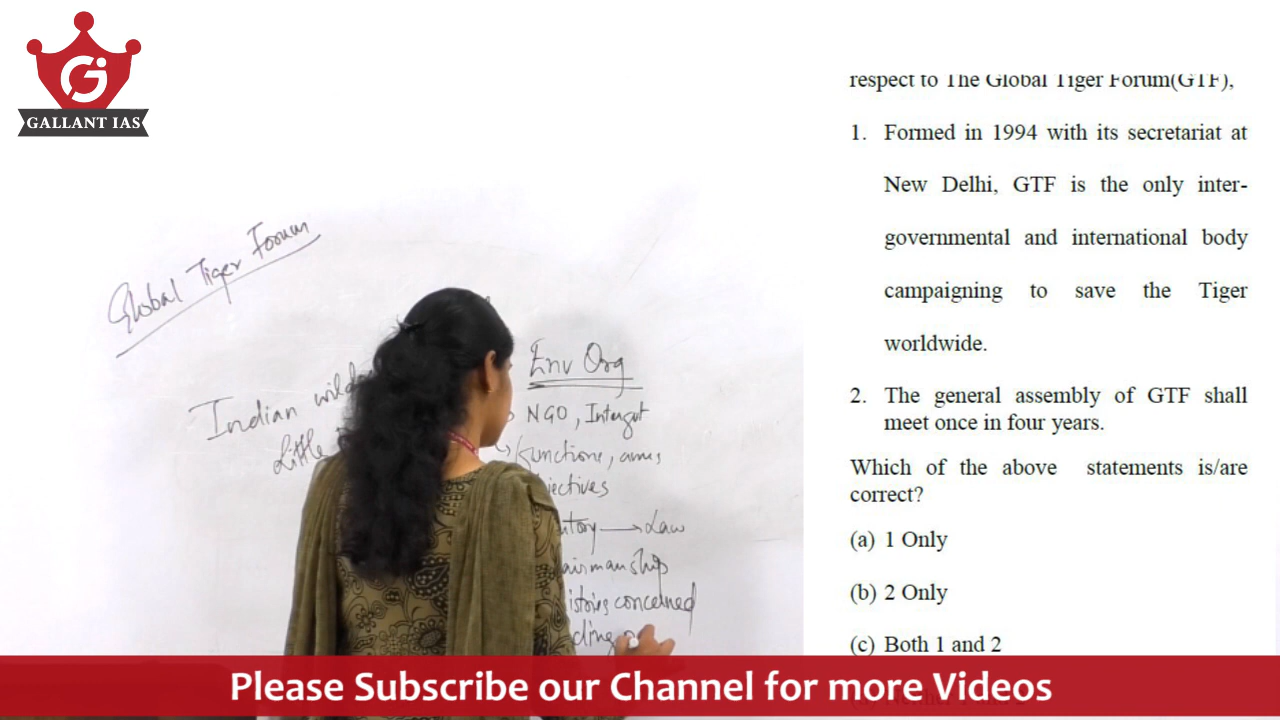 GALLANT IAS
respect to The Global Tiger Forum(GTF),
1. Formed in 1994 with its secretariat at
New Delhi, GTF is the only inter-
governmental and international body
campaigning to save the Tiger
worldwide.
2. The general assembly of GTF shall
meet once in four years.
Which of the above statements is/are
correct?
(a) 1 Only
(b) 2 Only
(c) Both 1 and 2
Global Tiger Forum
Indian
Little
Env Org
NGO, Intergut
functions, aims
Law
concerned
Please Subscribe our Channel for more Videos